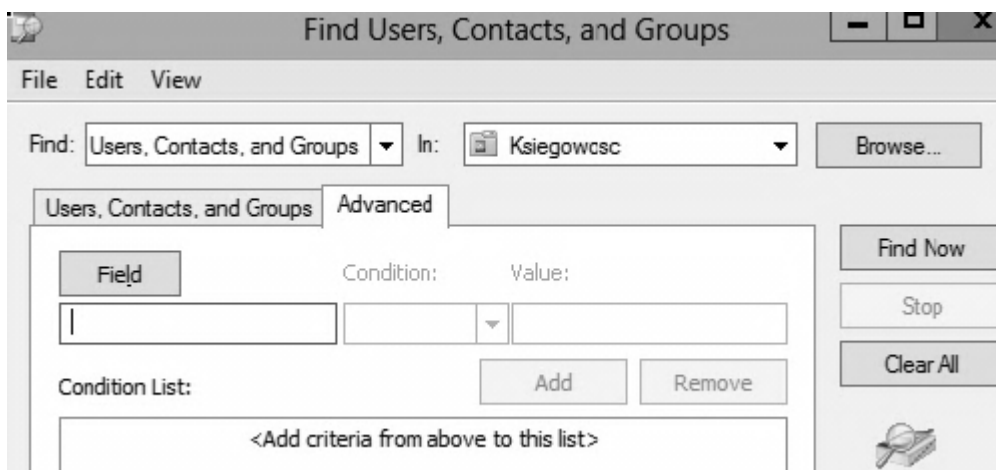 Find Users, Contacts, and Groups
File Edit View
Find: Users, Contacts, and Groups In: Ksiegowosc Browse...
Users, Contacts, and Groups Advanced
Find Now
Field Condition: Value:
Stop
Clear All
Condition List: Add Remove
<Add criteria from above to this list>